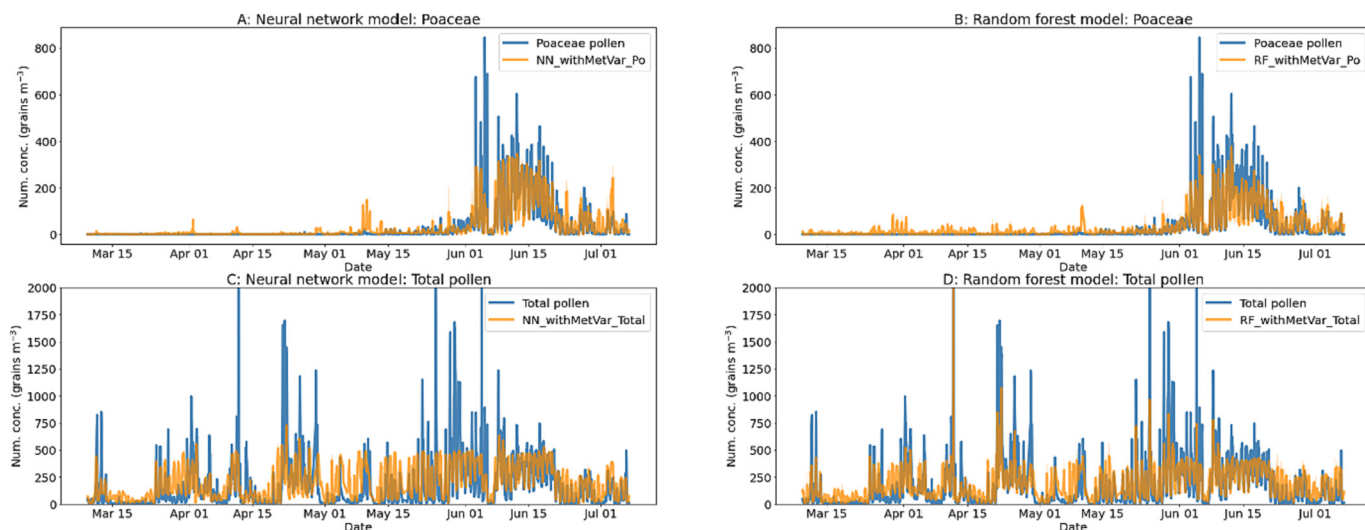 A: Neural network model: Poaceae
Num. conc. (grains m⁻³)
800
600
400
200
0
Poaceae pollen
NN_withMetVar_Po
Mar 15 Apr 01 Apr 15 May 01 May 15 Jun 01 Jun 15 Jul 01
Date
B: Random forest model: Poaceae
Num. conc. (grains m⁻³)
800
600
400
200
0
Poaceae pollen
RF_withMetVar_Po
Mar 15 Apr 01 Apr 15 May 01 May 15 Jun 01 Jun 15 Jul 01
Date
C: Neural network model: Total pollen
Num. conc. (grains m⁻³)
2000
1750
1500
1250
1000
750
500
250
0
Total pollen
NN_withMetVar_Total
Mar 15 Apr 01 Apr 15 May 01 May 15 Jun 01 Jun 15 Jul 01
Date
D: Random forest model: Total pollen
Num. conc. (grains m⁻³)
2000
1750
1500
1250
1000
750
500
250
0
Total pollen
RF_withMetVar_Total
Mar 15 Apr 01 Apr 15 May 01 May 15 Jun 01 Jun 15 Jul 01
Date